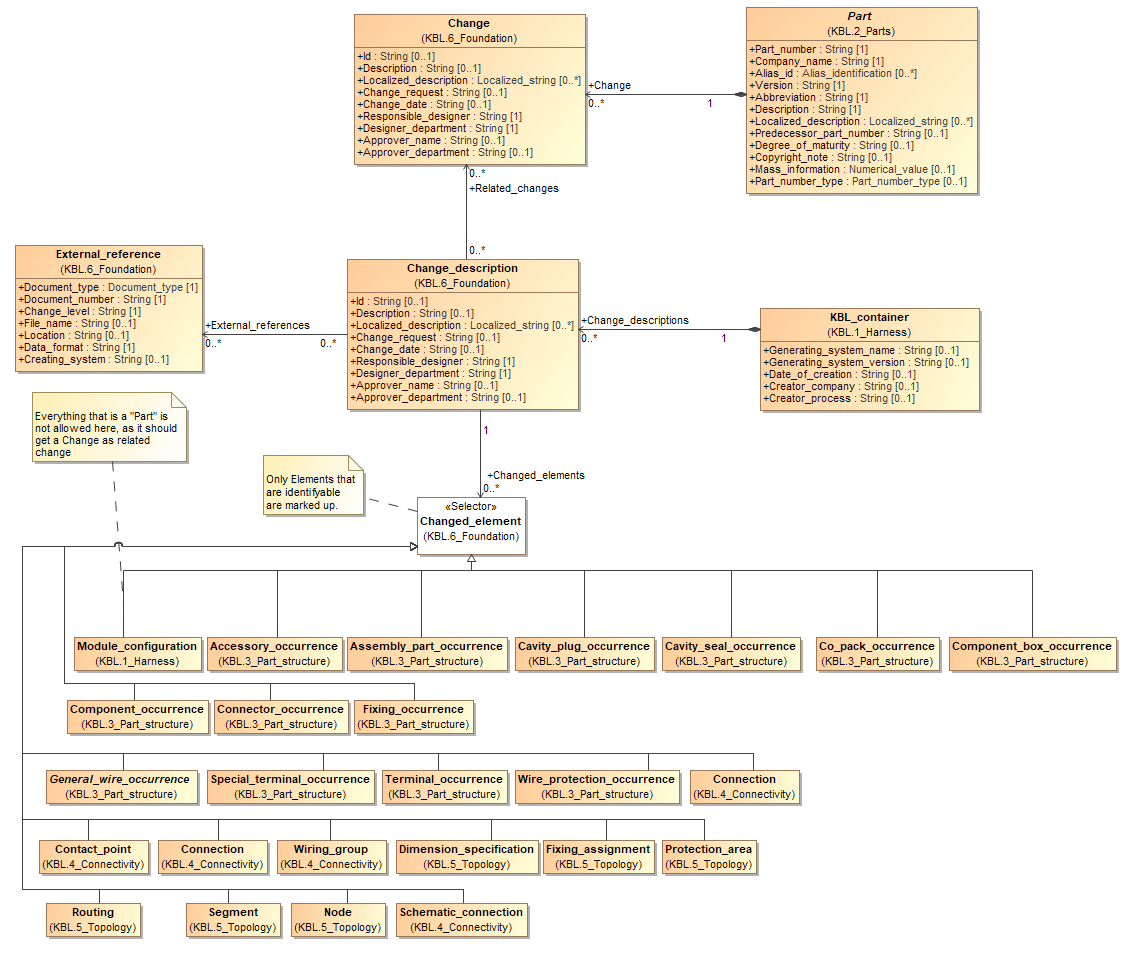 Change
(KBL.6_Foundation)
+Id : String [0..1]
+Description : String [0..1]
+Localized_description : Localized_string [0..*]
+Change_request : String [0..1]
+Change_date : String [0..1]
+Responsible_designer : String [1]
+Designer_department : String [1]
+Approver_name : String [0..1]
+Approver_department : String [0..1]
Part
(KBL.2_Parts)
+Part_number : String [1]
+Company_name : String [1]
+Alias_id : Alias_identification [0..*]
+Version : String [1]
+Abbreviation : String [1]
+Description : String [1]
+Localized_description : Localized_string [0..*]
+Predecessor_part_number : String [0..1]
+Degree_of_maturity : String [0..1]
+Copyright_note : String [0..1]
+Mass_information : Numerical_value [0..1]
+Part_number_type : Part_number_type [0..1]
+Change
0..*
1
0..*
+Related_changes
0..*
External_reference
(KBL.6_Foundation)
+Document_type : Document_type [1]
+Document_number : String [1]
+Change_level : String [1]
+File_name : String [0..1]
+Location : String [0..1]
+Data_format : String [1]
+Creating_system : String [0..1]
+External_references
0..*
0..*
Change_description
(KBL.6_Foundation)
+Id : String [0..1]
+Description : String [0..1]
+Localized_description : Localized_string [0..*]
+Change_request : String [0..1]
+Change_date : String [0..1]
+Responsible_designer : String [1]
+Designer_department : String [1]
+Approver_name : String [0..1]
+Approver_department : String [0..1]
+Change_descriptions
0..*
1
KBL_container
(KBL.1_Harness)
+Generating_system_name : String [0..1]
+Generating_system_version : String [0..1]
+Date_of_creation : String [0..1]
+Creator_company : String [0..1]
+Creator_process : String [0..1]
Everything that is a "Part" is
not allowed here, as it should
get a Change as related
change
1
+Changed_elements
0..*
Only Elements that
are identifyable
are marked up.
«Selector»
Changed_element
(KBL.6_Foundation)
Module_configuration
(KBL.1_Harness)
Accessory_occurrence
(KBL.3_Part_structure)
Assembly_part_occurrence
(KBL.3_Part_structure)
Cavity_plug_occurrence
(KBL.3_Part_structure)
Cavity_seal_occurrence
(KBL.3_Part_structure)
Co_pack_occurrence
(KBL.3_Part_structure)
Component_box_occurrence
(KBL.3_Part_structure)
Component_occurrence
(KBL.3_Part_structure)
Connector_occurrence
(KBL.3_Part_structure)
Fixing_occurrence
(KBL.3_Part_structure)
General_wire_occurrence
(KBL.3_Part_structure)
Special_terminal_occurrence
(KBL.3_Part_structure)
Terminal_occurrence
(KBL.3_Part_structure)
Wire_protection_occurrence
(KBL.3_Part_structure)
Connection
(KBL.4_Connectivity)
Contact_point
(KBL.4_Connectivity)
Connection
(KBL.4_Connectivity)
Wiring_group
(KBL.4_Connectivity)
Dimension_specification
(KBL.5_Topology)
Fixing_assignment
(KBL.5_Topology)
Protection_area
(KBL.5_Topology)
Routing
(KBL.5_Topology)
Segment
(KBL.5_Topology)
Node
(KBL.5_Topology)
Schematic_connection
(KBL.4_Connectivity)